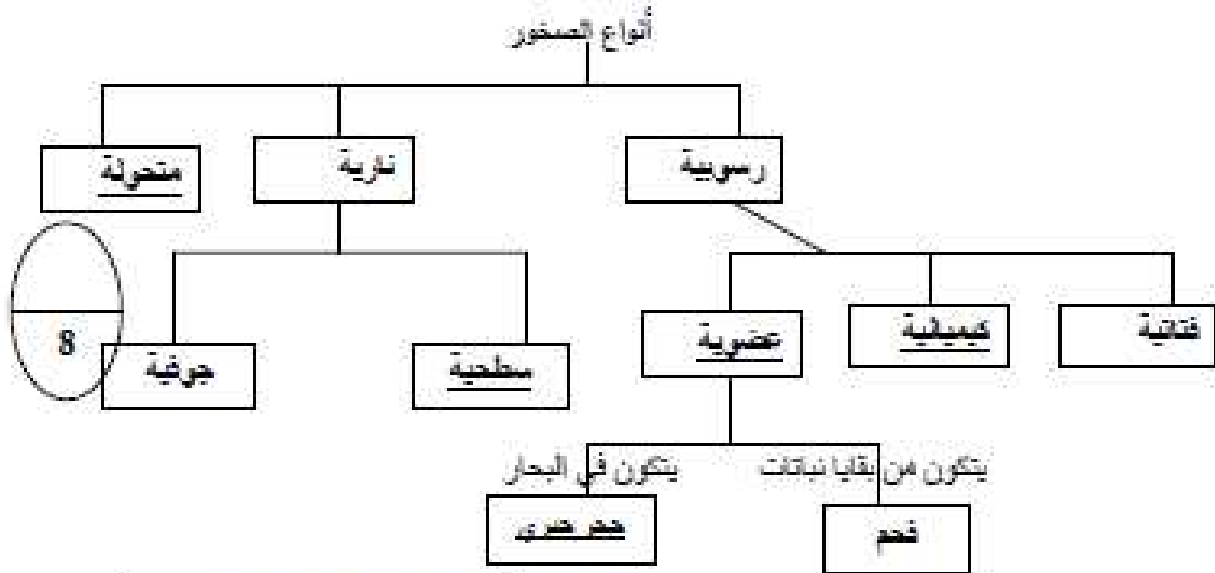 أنواع الصخور
رسوبية
نارية
متحولة
فتاتية
كيميائية
عضوية
سطحية
جوفية
8
يتكون من بقايا نباتات
يتكون في البحار
فحم
حجر جيري